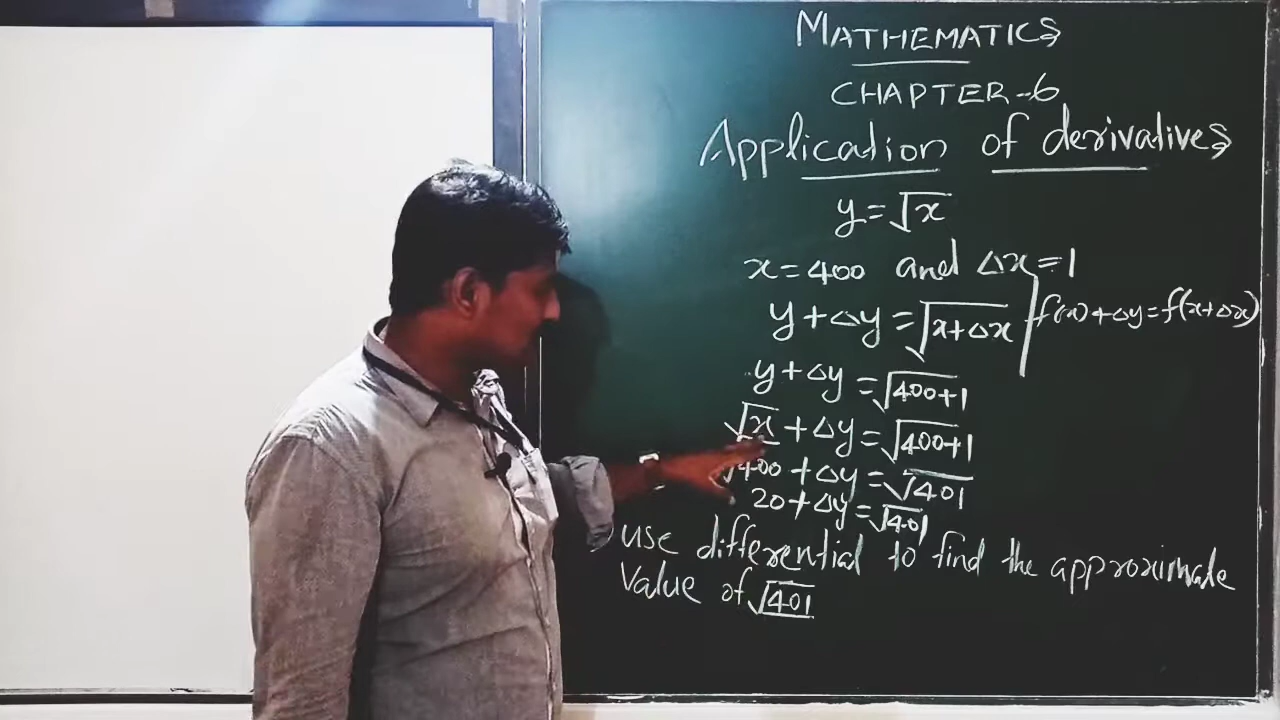 MATHEMATICS
CHAPTER-6
Application of derivatives
y=√x
x=400 and Δx=1
y+Δy=√x+Δx | f(x)+Δy=f(x+Δx)
y+Δy=√400+1
√x+Δy=√400+1
√400+Δy=√401
20+Δy=√401
use differential to find the approximate
Value of √401